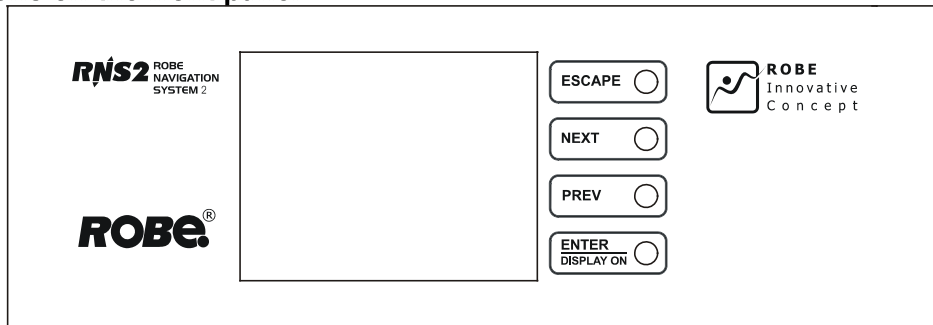 RNS2 ROBE
NAVIGATION
SYSTEM 2
ROBE®
ESCAPE
NEXT
PREV
ENTER
DISPLAY ON
ROBE
Innovative
Concept